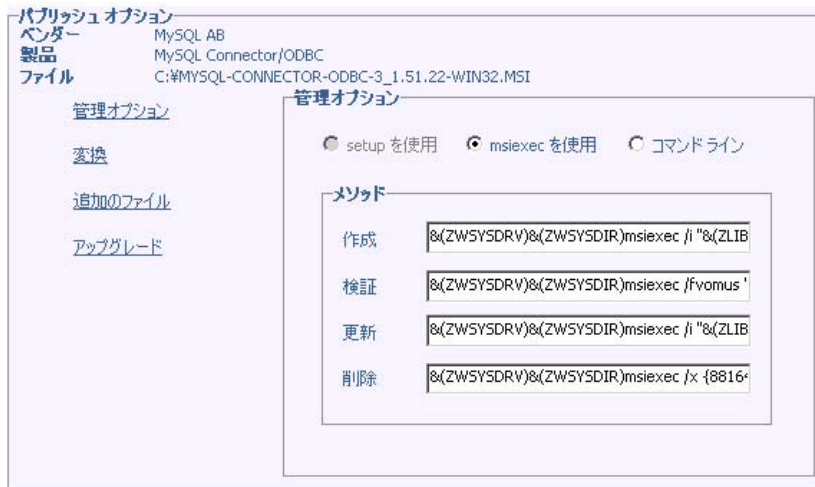 パブリッシュ オプション
ベンダー MySQL AB
製品 MySQL Connector/ODBC
ファイル C:¥MYSQL-CONNECTOR-ODBC-3_1.51.22-WIN32.MSI
管理オプション
変換
追加のファイル
アップグレード
管理オプション
setup を使用 msiexec を使用 コマンド ライン
メソッド
作成 &(ZWSYSDRV)&(ZWSYSDIR)msiexec /i "&(ZLIB
検証 &(ZWSYSDRV)&(ZWSYSDIR)msiexec /fvomus "
更新 &(ZWSYSDRV)&(ZWSYSDIR)msiexec /i "&(ZLIB
削除 &(ZWSYSDRV)&(ZWSYSDIR)msiexec /x {8816